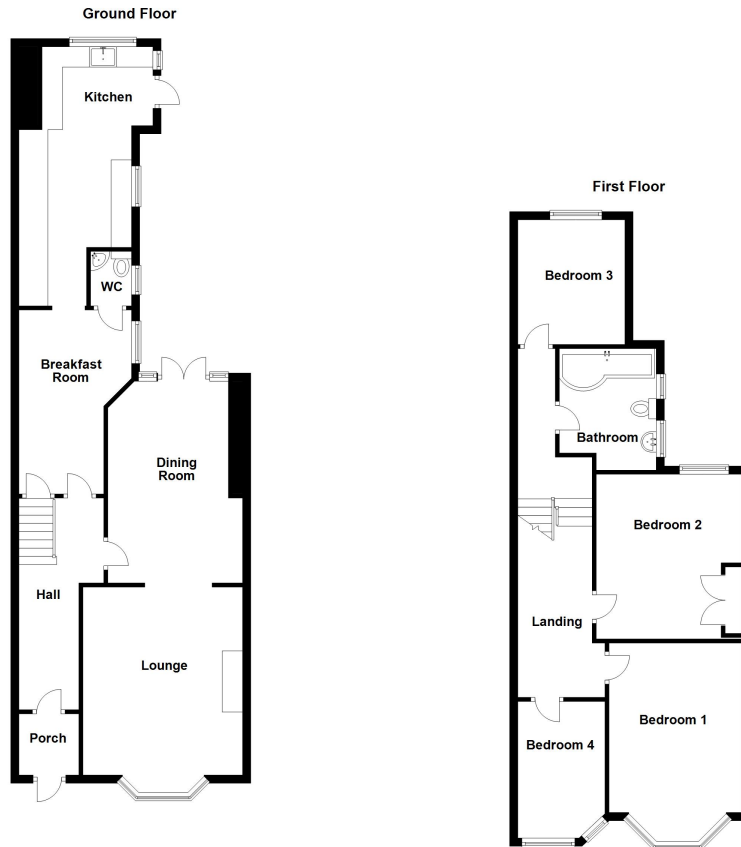 Ground Floor
Kitchen
WC
Breakfast
Room
Dining
Room
Hall
Lounge
Porch
First Floor
Bedroom 3
Bathroom
Bedroom 2
Landing
Bedroom 1
Bedroom 4